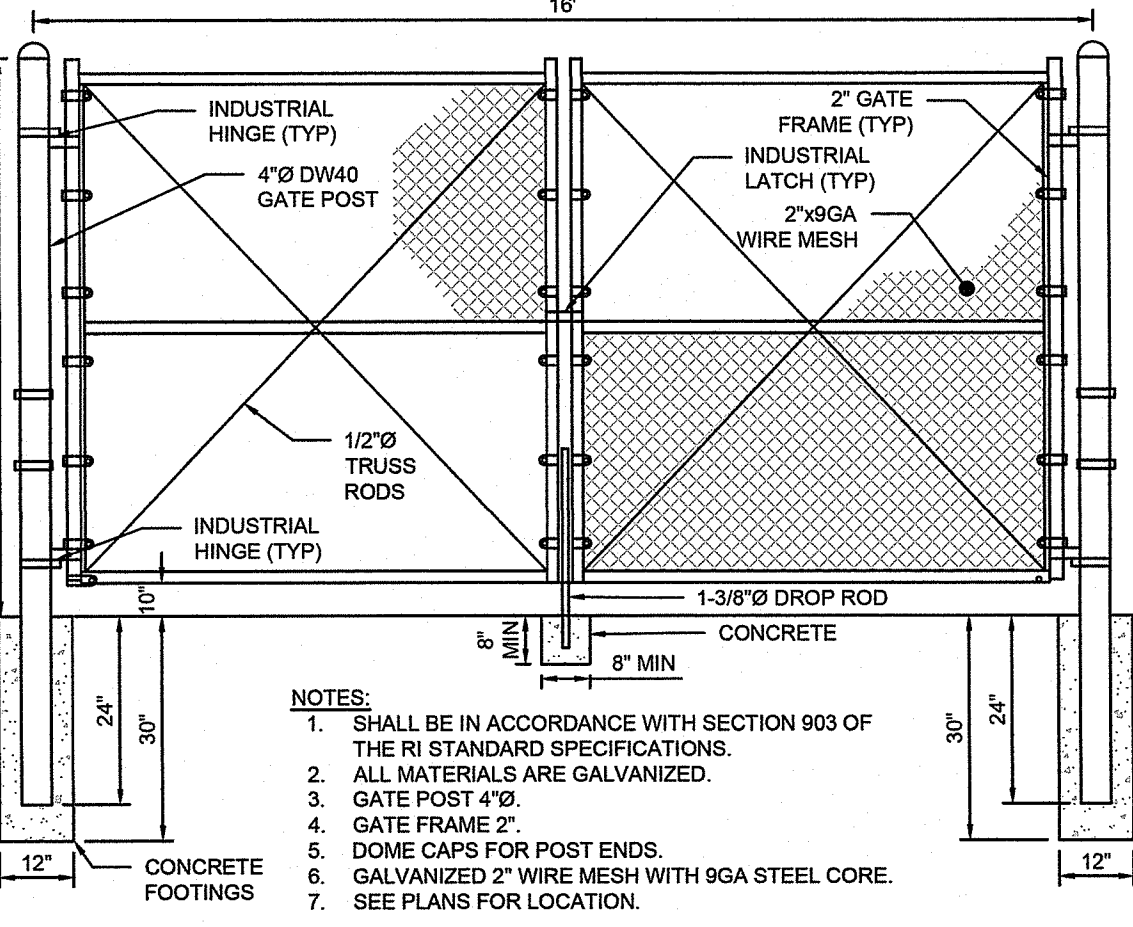 16'
INDUSTRIAL
HINGE (TYP)
4"Ø DW40
GATE POST
2" GATE
FRAME (TYP)
INDUSTRIAL
LATCH (TYP)
2"x9GA
WIRE MESH
1/2"Ø
TRUSS
RODS
INDUSTRIAL
HINGE (TYP)
10"
1-3/8"Ø DROP ROD
CONCRETE
8"
MIN
8" MIN
24"
30"
30"
24"
12"
CONCRETE
FOOTINGS
12"
NOTES:
1. SHALL BE IN ACCORDANCE WITH SECTION 903 OF
THE RI STANDARD SPECIFICATIONS.
2. ALL MATERIALS ARE GALVANIZED.
3. GATE POST 4"Ø.
4. GATE FRAME 2".
5. DOME CAPS FOR POST ENDS.
6. GALVANIZED 2" WIRE MESH WITH 9GA STEEL CORE.
7. SEE PLANS FOR LOCATION.